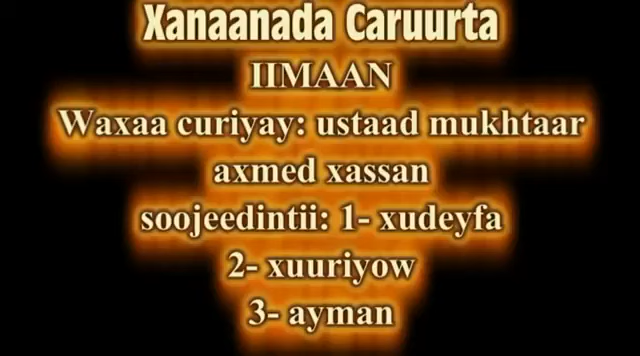 Xanaanada Caruurta
IIMAAN
Waxaa curiyay: ustaad mukhtaar
axmed xassan
soojeedintii: 1- xudeyfa
2- xuuriyow
3- ayman